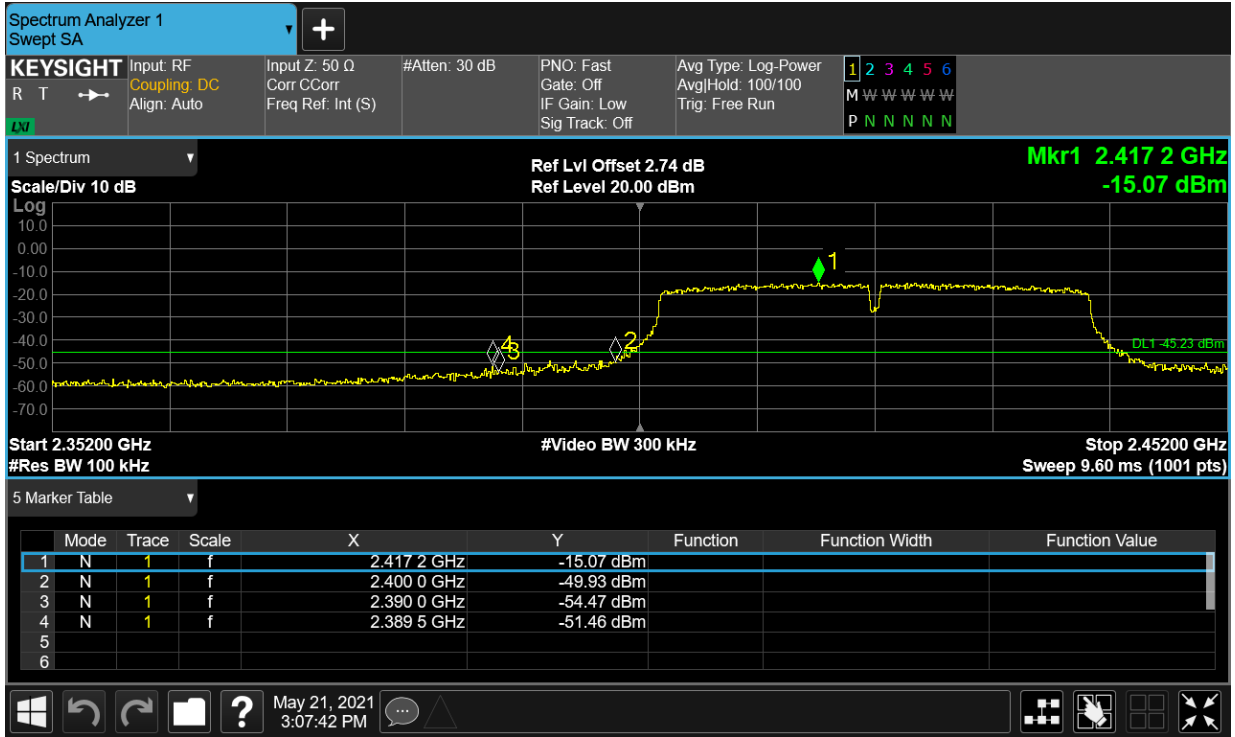 Spectrum Analyzer 1
Swept SA
KEYSIGHT Input: RF Input Z: 50 Ω #Atten: 30 dB PNO: Fast Avg Type: Log-Power 1 2 3 4 5 6
R T Coupling: DC Corr CCorr Gate: Off Avg|Hold: 100/100 M W W W W W
Align: Auto Freq Ref: Int (S) IF Gain: Low Trig: Free Run
LXI Sig Track: Off P N N N N N
1 Spectrum Ref Lvl Offset 2.74 dB Mkr1 2.417 2 GHz
Scale/Div 10 dB Ref Level 20.00 dBm -15.07 dBm
Log
10.0
0.00
1
-10.0
-20.0
-30.0
-40.0
4 3 2 DL1 -45.23 dBm
-50.0
-60.0
-70.0
Start 2.35200 GHz #Video BW 300 kHz Stop 2.45200 GHz
#Res BW 100 kHz Sweep 9.60 ms (1001 pts)
5 Marker Table
Mode Trace Scale X Y Function Function Width Function Value
1 N 1 f 2.417 2 GHz -15.07 dBm
2 N 1 f 2.400 0 GHz -49.93 dBm
3 N 1 f 2.390 0 GHz -54.47 dBm
4 N 1 f 2.389 5 GHz -51.46 dBm
5
6
? May 21, 2021
3:07:42 PM